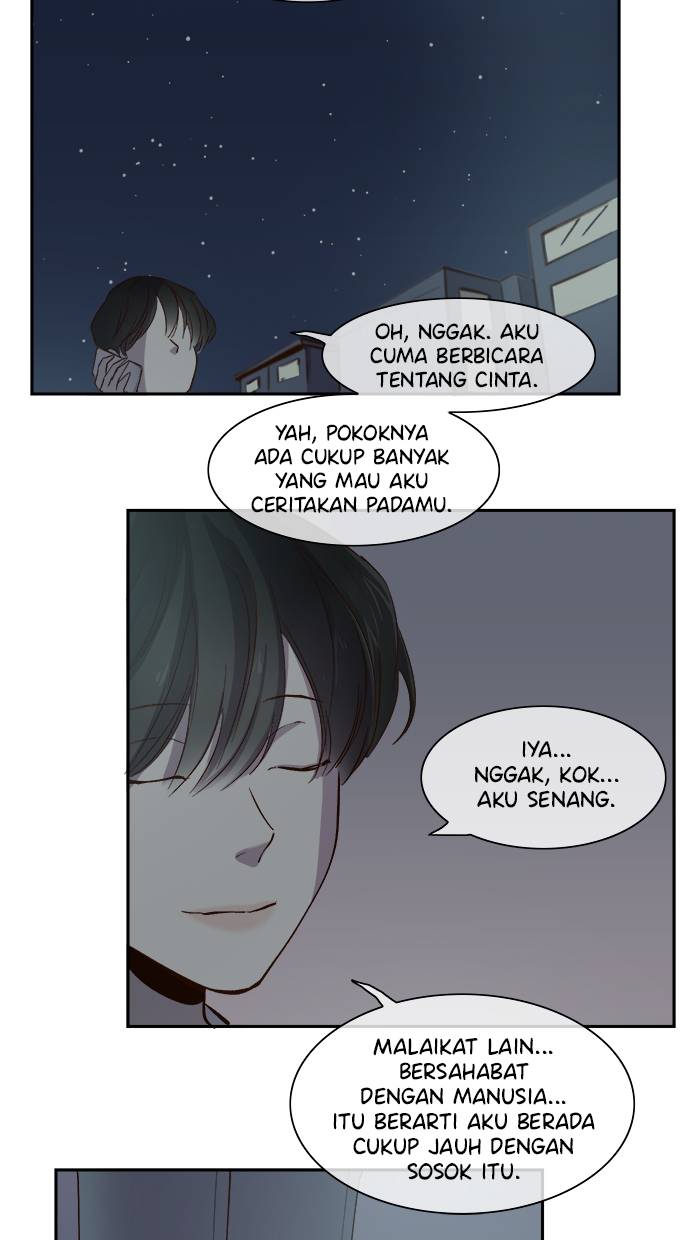 OH, NGGAK. AKU
CUMA BERBICARA
TENTANG CINTA.
YAH, POKOKNYA
ADA CUKUP BANYAK
YANG MAU AKU
CERITAKAN PADAMU.
IYA...
NGGAK, KOK...
AKU SENANG.
MALAIKAT LAIN...
BERSAHABAT
DENGAN MANUSIA...
ITU BERARTI AKU BERADA
CUKUP JAUH DENGAN
SOSOK ITU.